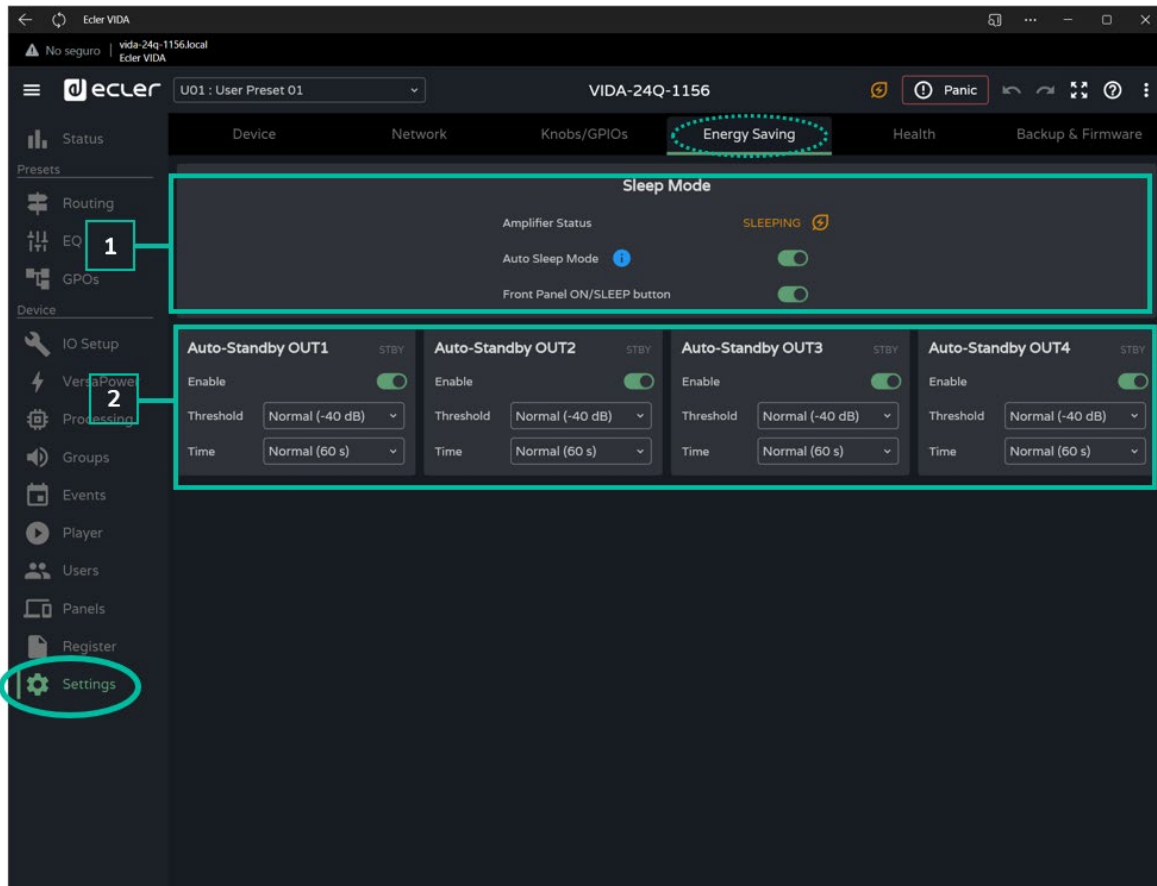 Ecler VIDA
No seguro | vida-24q-1156.local
Ecler VIDA
ecler U01 : User Preset 01 VIDA-24Q-1156 Panic
Status
Device Network Knobs/GPIOs Energy Saving Health Backup & Firmware
Presets
Sleep Mode
Routing
Amplifier Status SLEEPING
EQ
1
Auto Sleep Mode
GPOs
Front Panel ON/SLEEP button
Device
IO Setup
Auto-Standby OUT1 STBY Auto-Standby OUT2 STBY Auto-Standby OUT3 STBY Auto-Standby OUT4 STBY
VersaPower
Enable Enable Enable Enable
2
Processing
Threshold Normal (-40 dB) Threshold Normal (-40 dB) Threshold Normal (-40 dB) Threshold Normal (-40 dB)
Groups
Time Normal (60 s) Time Normal (60 s) Time Normal (60 s) Time Normal (60 s)
Events
Player
Users
Panels
Register
Settings